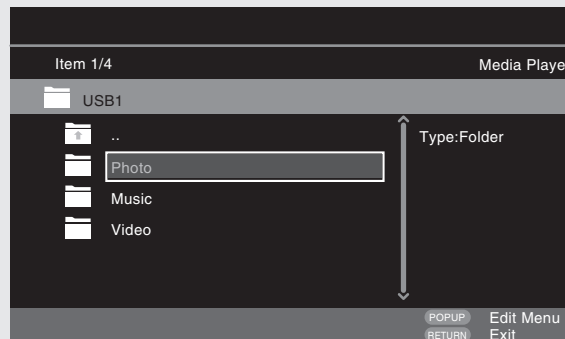 Item 1/4 Media Playe
USB1
..
Type:Folder
Photo
Music
Video
POPUP Edit Menu
RETURN Exit